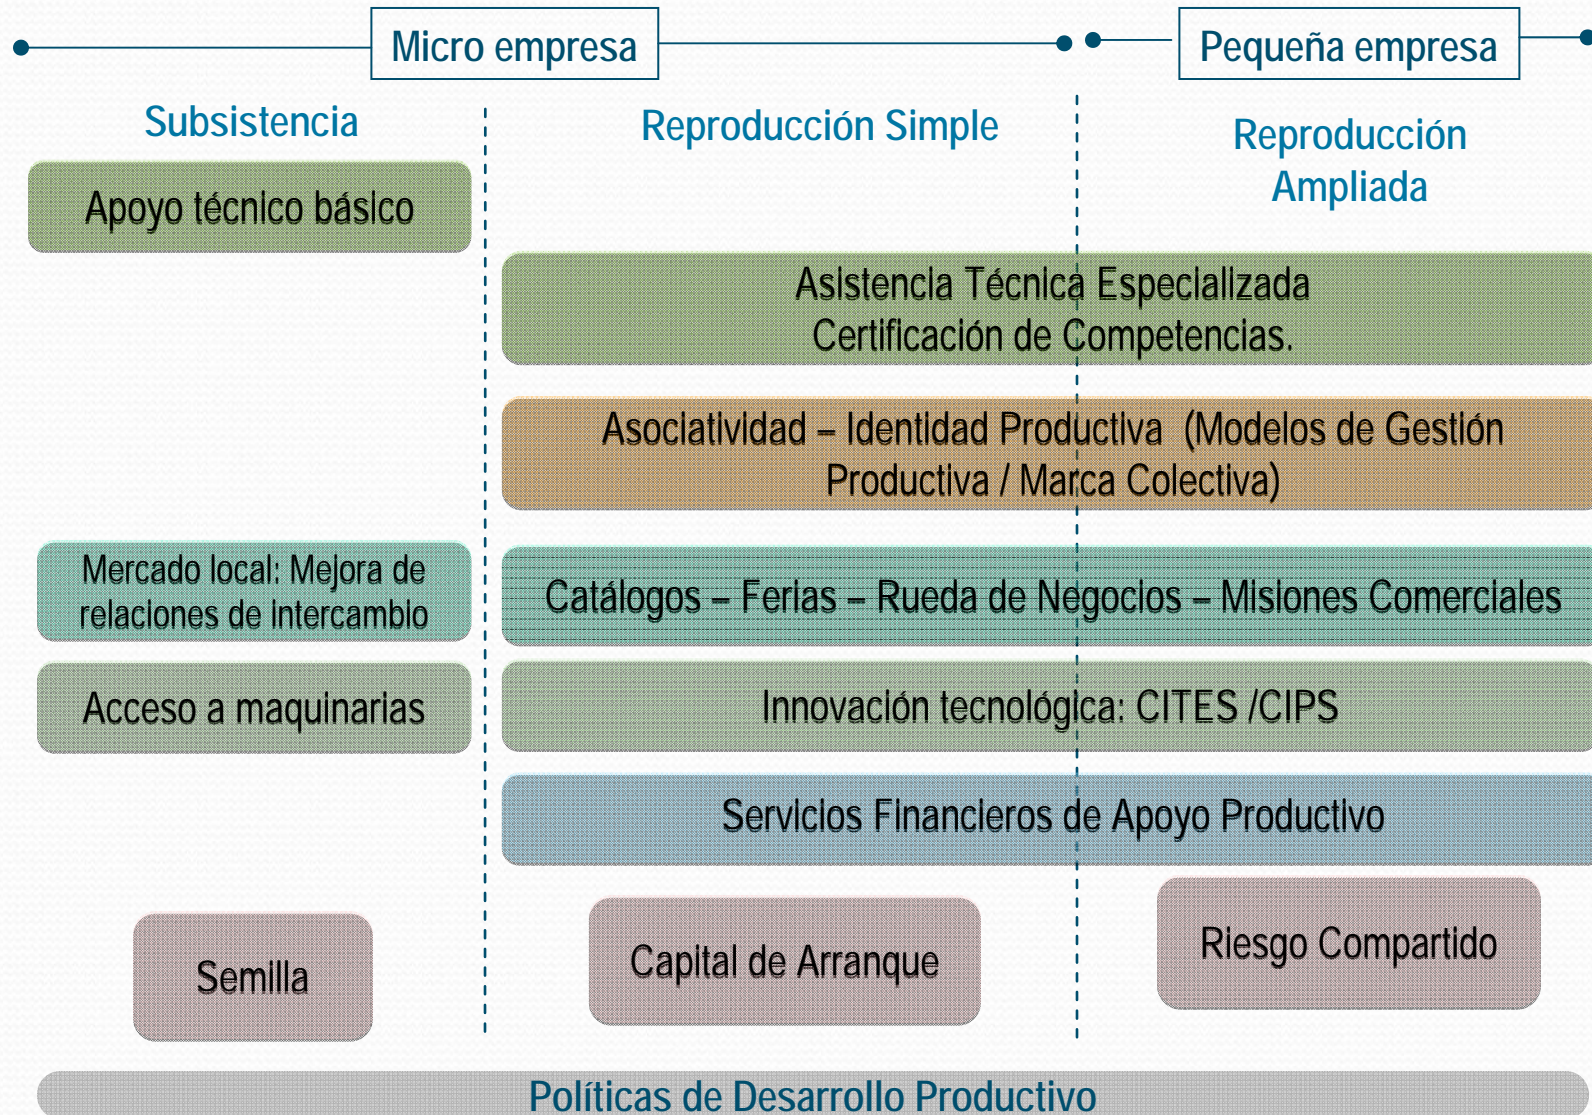 Micro empresa
Pequeña empresa
Subsistencia
Reproducción Simple
Reproducción
Ampliada
Apoyo técnico básico
Asistencia Técnica Especializada
Certificación de Competencias.
Asociatividad – Identidad Productiva (Modelos de Gestión
Productiva / Marca Colectiva)
Mercado local: Mejora de
relaciones de intercambio
Catálogos – Ferias – Rueda de Negocios – Misiones Comerciales
Acceso a maquinarias
Innovación tecnológica: CITES /CIPS
Servicios Financieros de Apoyo Productivo
Semilla
Capital de Arranque
Riesgo Compartido
Políticas de Desarrollo Productivo